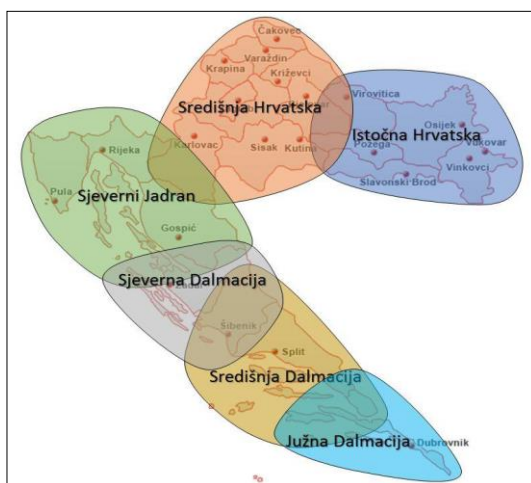 Čakovec
Varaždin
Krapina
Križevci
Središnja Hrvatska
Virovitica
Osijek
Istočna Hrvatska
Karlovac
Sisak
Kutina
Požega
Vukovar
Vinkovci
Slavonski Brod
Rijeka
Pula
Sjeverni Jadran
Gospić
Sjeverna Dalmacija
Zadar
Šibenik
Split
Središnja Dalmacija
Južna Dalmacija
Dubrovnik